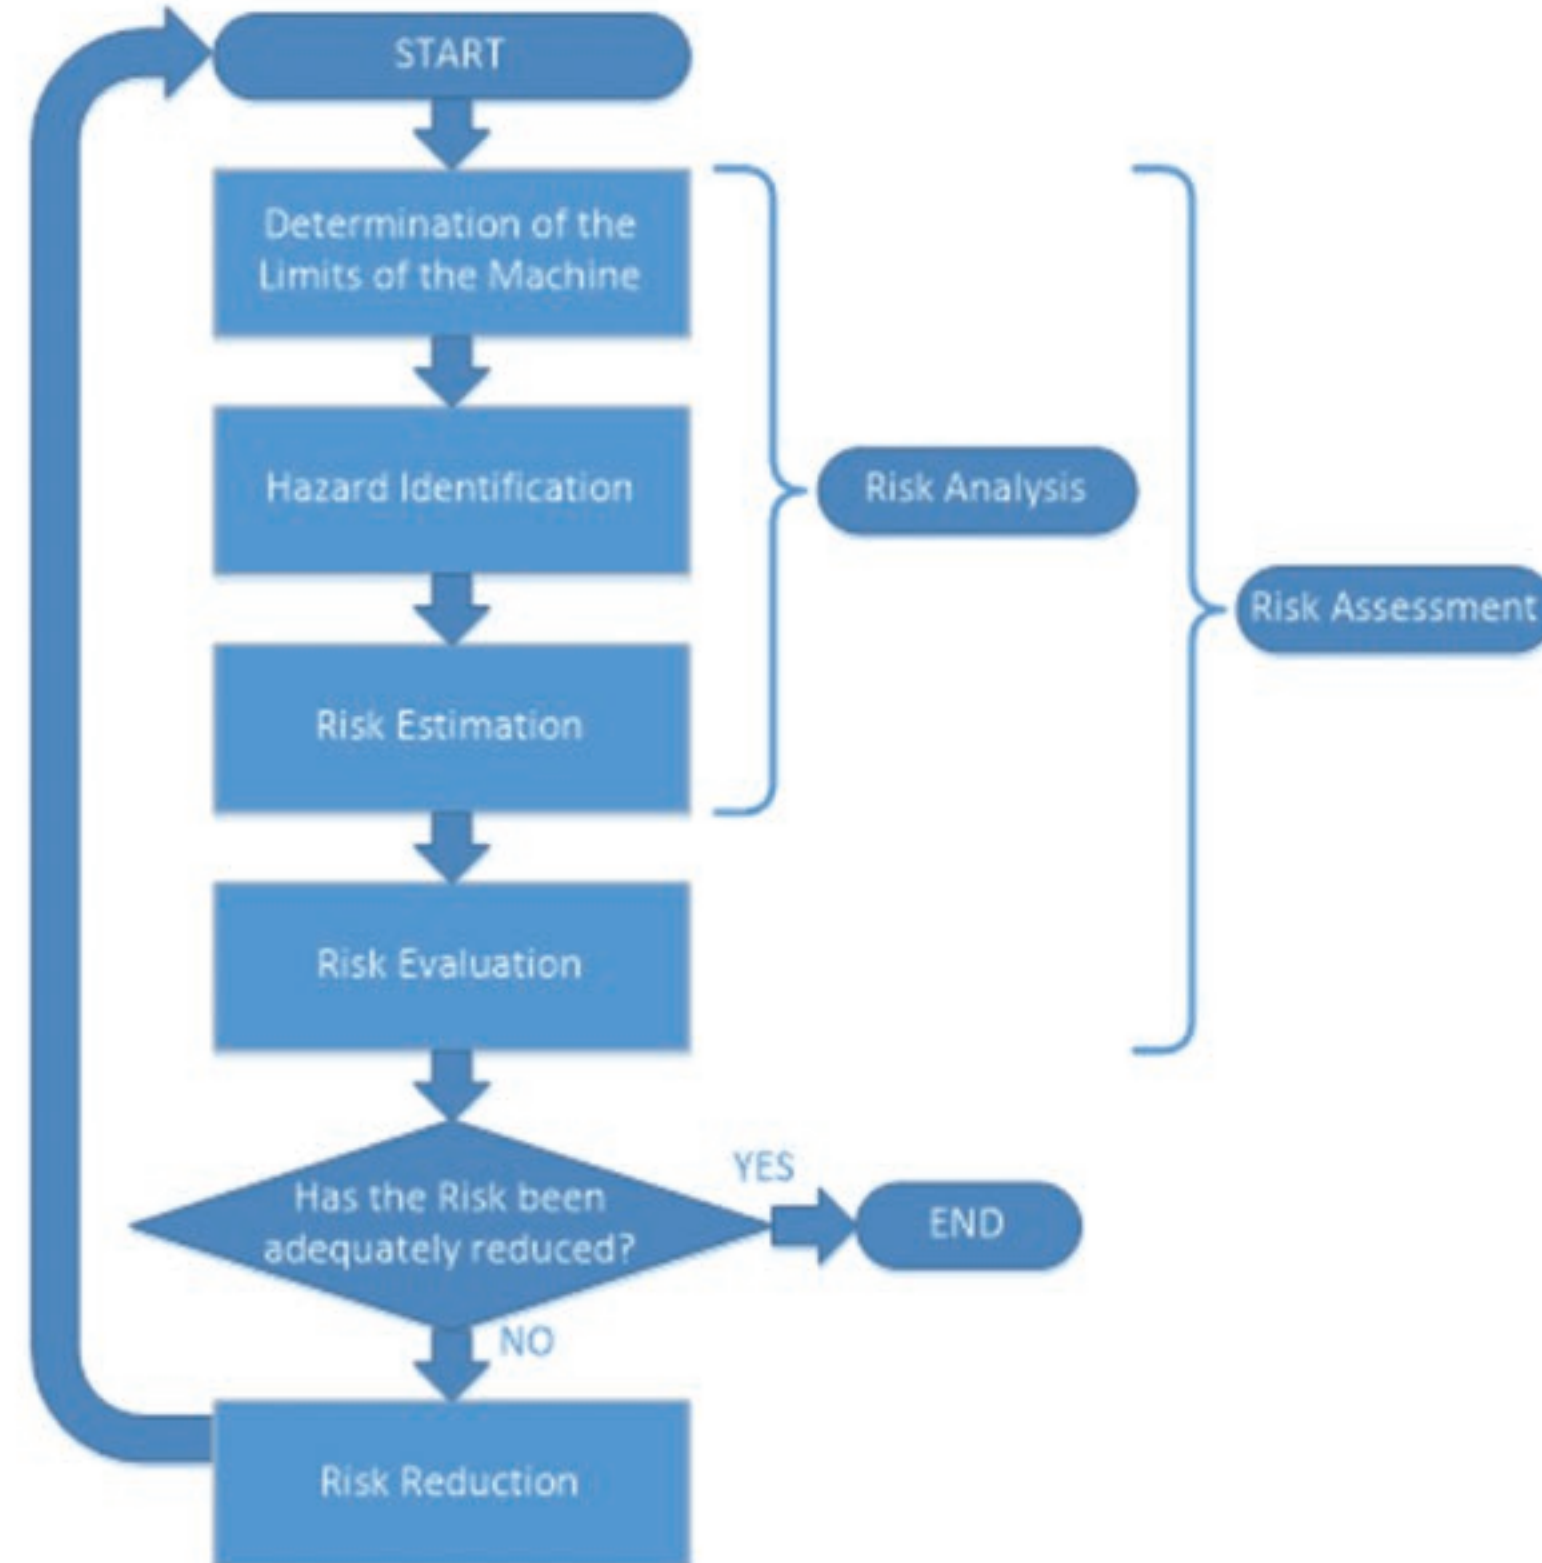 START
Determination of the
Limits of the Machine
Hazard Identification
Risk Analysis
Risk Assessment
Risk Estimation
Risk Evaluation
Has the Risk been
adequately reduced?
YES
END
NO
Risk Reduction